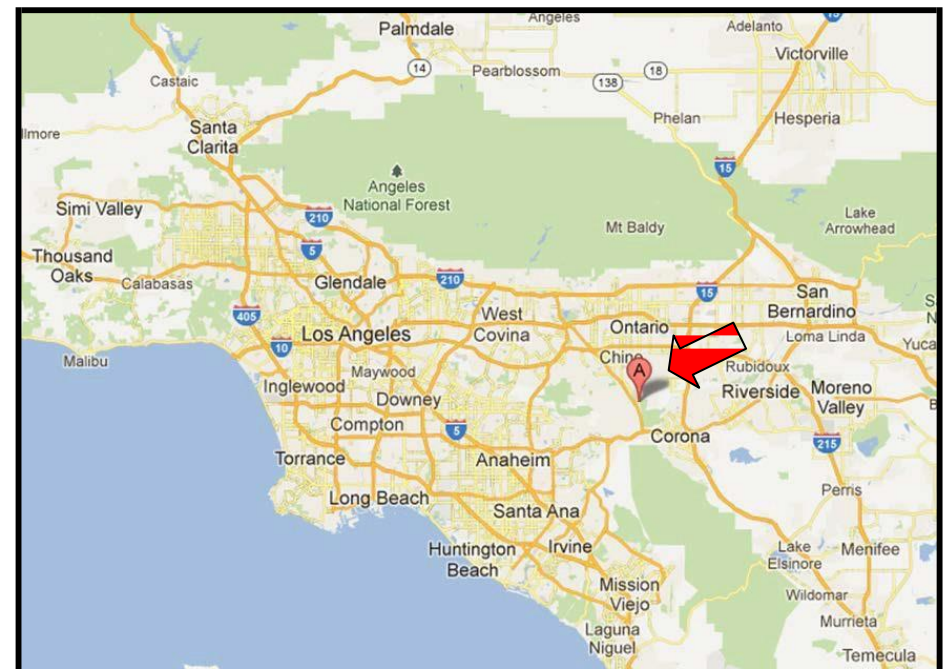 Angeles
Palmdale
Adelanto
15
Victorville
14
Pearblossom
18
138
Castaic
Phelan
Hesperia
llmore
Santa
Clarita
15
Angeles
National Forest
Simi Valley
210
Mt Baldy
Lake
Arrowhead
5
Thousand
Oaks
Calabasas
Glendale
210
15
San
Bernardino
405
West
Covina
Los Angeles
Ontario
Loma Linda
Yuca
10
Chino
Malibu
Maywood
A
Rubidoux
Inglewood
Riverside
Moreno
Valley
Downey
Compton
5
Corona
215
Torrance
Anaheim
Long Beach
Perris
Santa Ana
Huntington
Beach
Irvine
Lake
Elsinore
Menifee
Mission
Viejo
Wildomar
Laguna
Niguel
Murrieta
Temecula